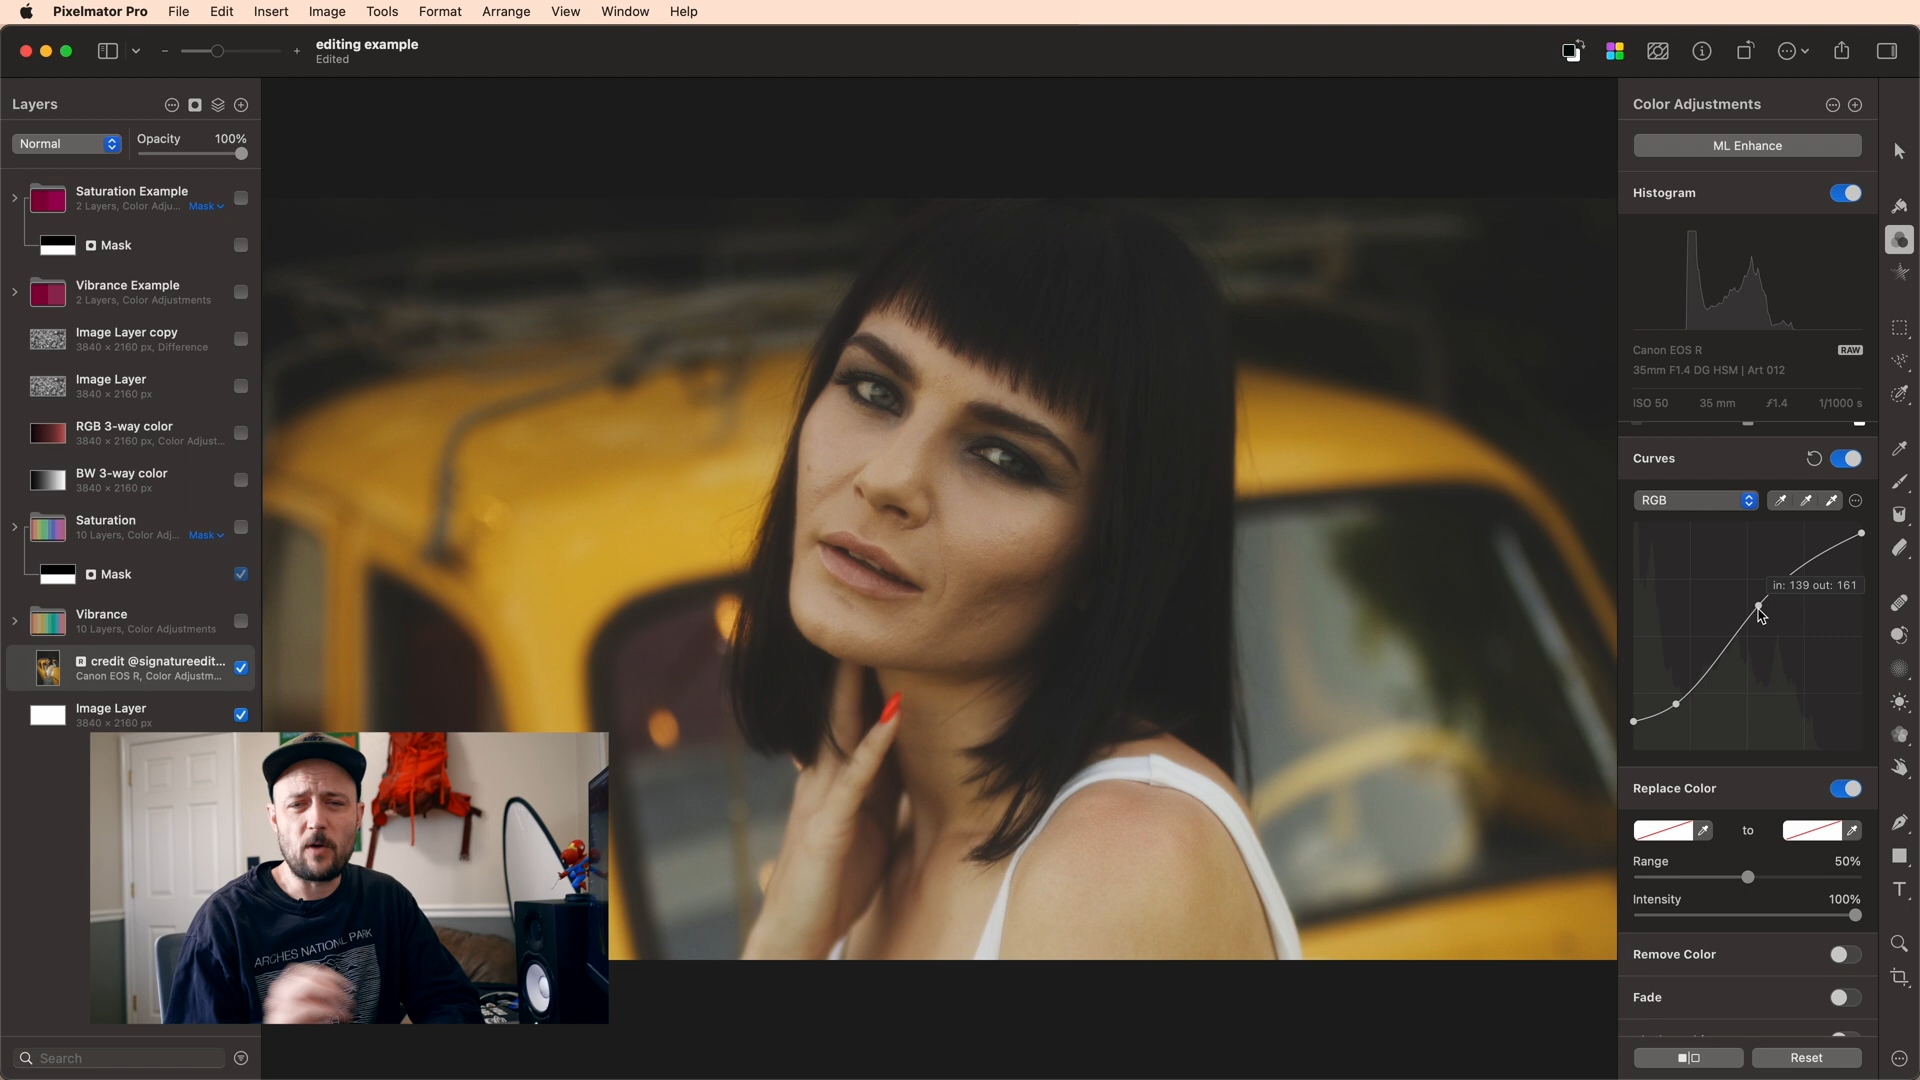 Pixelmator Pro File Edit Insert Image Tools Format Arrange View Window Help
editing example
Edited
Layers
Normal
Opacity 100%
Saturation Example
2 Layers, Color Adju... Mask
Mask
Vibrance Example
2 Layers, Color Adjustments
Image Layer copy
3840 × 2160 px, Difference
Image Layer
3840 × 2160 px
RGB 3-way color
3840 × 2160 px, Color Adjust...
BW 3-way color
3840 × 2160 px
Saturation
10 Layers, Color Adj... Mask
Mask
Vibrance
10 Layers, Color Adjustments
R credit @signatureedit...
Canon EOS R, Color Adjustm...
Image Layer
3840 × 2160 px
Search
ARCHES NATIONAL PARK
Color Adjustments
ML Enhance
Histogram
Canon EOS R RAW
35mm F1.4 DG HSM | Art 012
ISO 50 35 mm ƒ1.4 1/1000 s
Curves
RGB
in: 139 out: 161
Replace Color
to
Range 50%
Intensity 100%
Remove Color
Fade
Reset
T